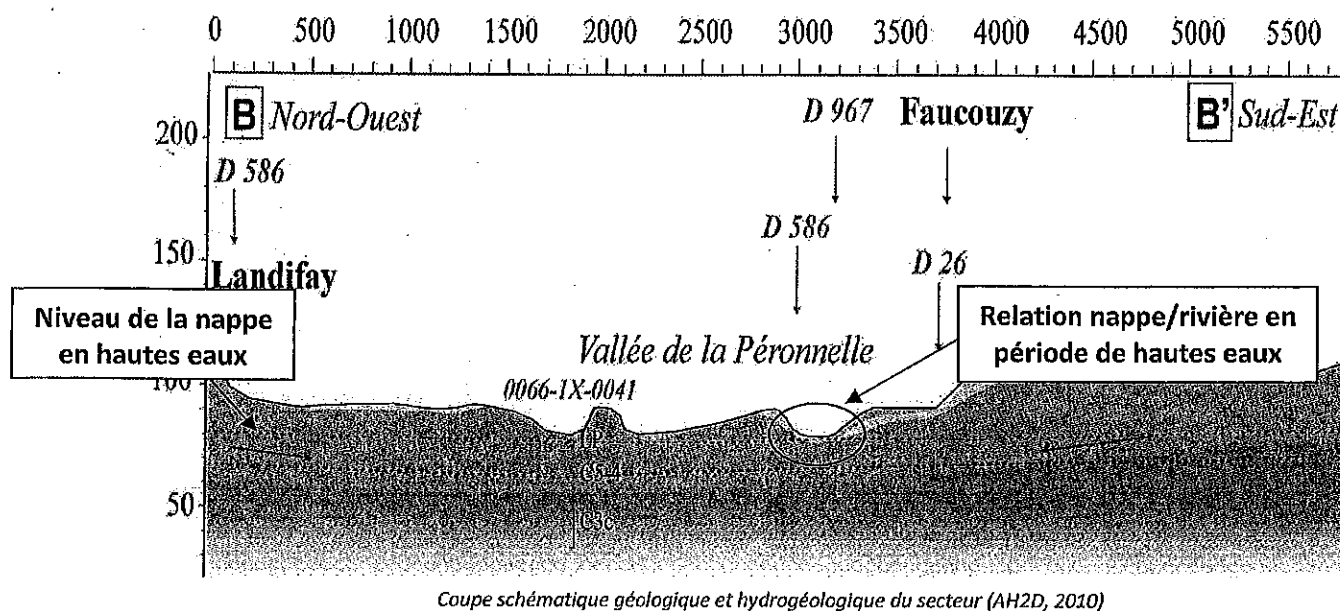 0 500 1000 1500 2000 2500 3000 3500 4000 4500 5000 5500
200
B Nord-Ouest
D 967 Faucouzy
B' Sud-Est
D 586
D 586
150
D 26
Landifay
Niveau de la nappe
en hautes eaux
Relation nappe/rivière en
période de hautes eaux
Vallée de la Péronnelle
100
0066-1X-0041
50
C3c
Coupe schématique géologique et hydrogéologique du secteur (AH2D, 2010)